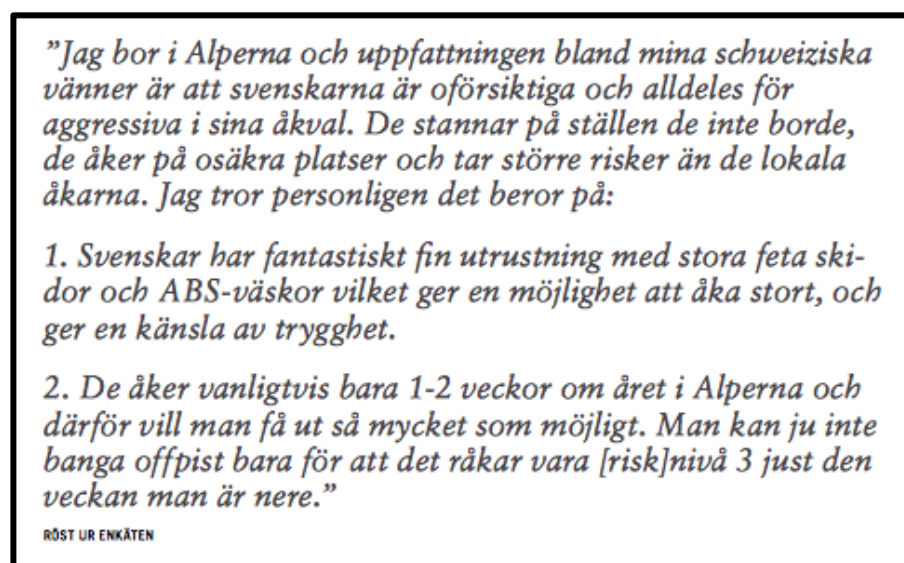 ”Jag bor i Alperna och uppfattningen bland mina schweiziska
vänner är att svenskarna är oförsiktiga och alldeles för
aggressiva i sina åkval. De stannar på ställen de inte borde,
de åker på osäkra platser och tar större risker än de lokala
åkarna. Jag tror personligen det beror på:
1. Svenskar har fantastiskt fin utrustning med stora feta ski-
dor och ABS-väskor vilket ger en möjlighet att åka stort, och
ger en känsla av trygghet.
2. De åker vanligtvis bara 1-2 veckor om året i Alperna och
därför vill man få ut så mycket som möjligt. Man kan ju inte
banga offpist bara för att det råkar vara [risk]nivå 3 just den
veckan man är nere.”
RÖST UR ENKÄTEN